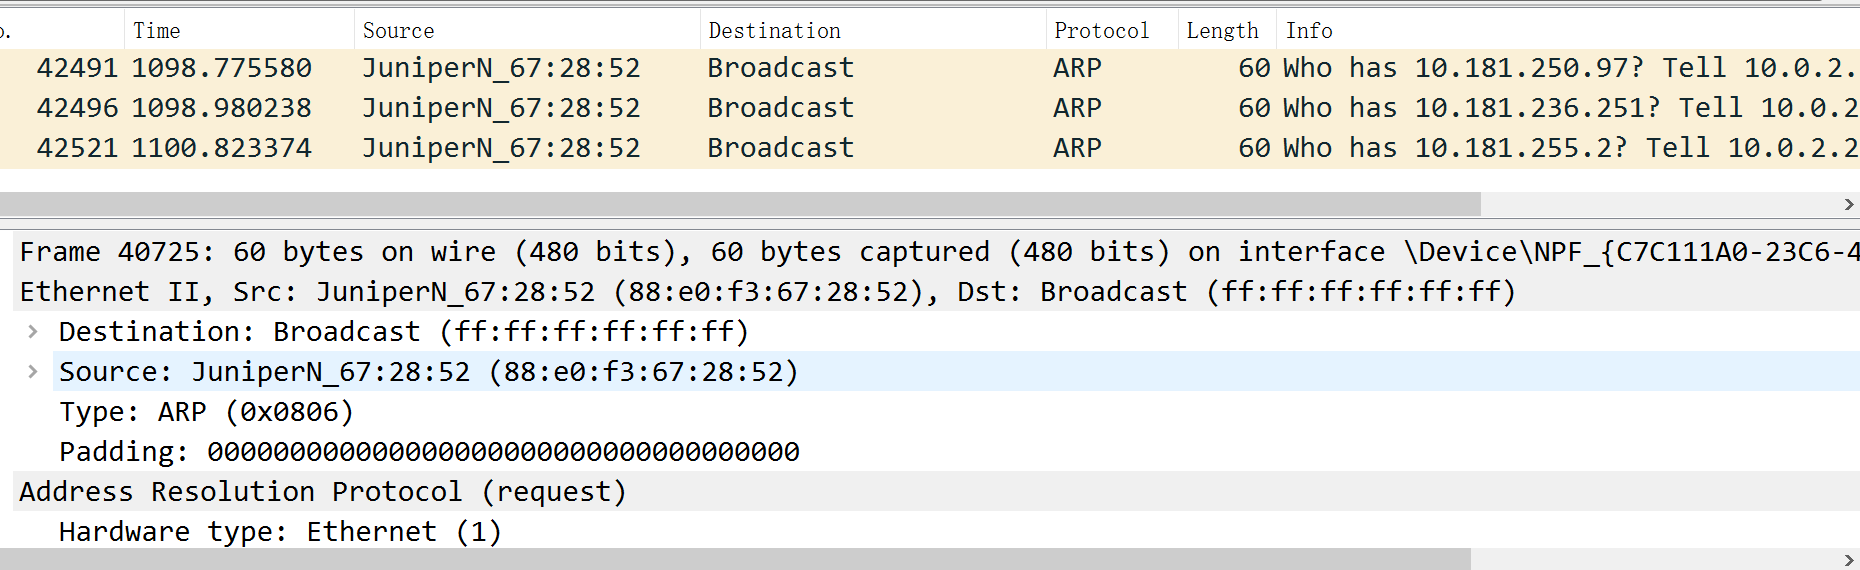 o. Time Source Destination Protocol Length Info
42491 1098.775580 JuniperN_67:28:52 Broadcast ARP 60 Who has 10.181.250.97? Tell 10.0.2.
42496 1098.980238 JuniperN_67:28:52 Broadcast ARP 60 Who has 10.181.236.251? Tell 10.0.2
42521 1100.823374 JuniperN_67:28:52 Broadcast ARP 60 Who has 10.181.255.2? Tell 10.0.2.2
Frame 40725: 60 bytes on wire (480 bits), 60 bytes captured (480 bits) on interface \Device\NPF_{C7C111A0-23C6-4
Ethernet II, Src: JuniperN_67:28:52 (88:e0:f3:67:28:52), Dst: Broadcast (ff:ff:ff:ff:ff:ff)
Destination: Broadcast (ff:ff:ff:ff:ff:ff)
Source: JuniperN_67:28:52 (88:e0:f3:67:28:52)
Type: ARP (0x0806)
Padding: 000000000000000000000000000000000000
Address Resolution Protocol (request)
Hardware type: Ethernet (1)